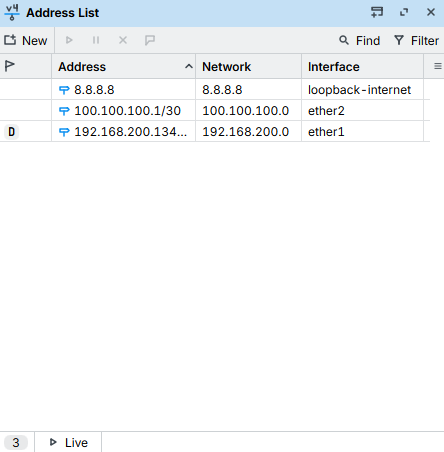 v4 Address List
New Find Filter
Address Network Interface
8.8.8.8 8.8.8.8 loopback-internet
100.100.100.1/30 100.100.100.0 ether2
D 192.168.200.134... 192.168.200.0 ether1
3 Live